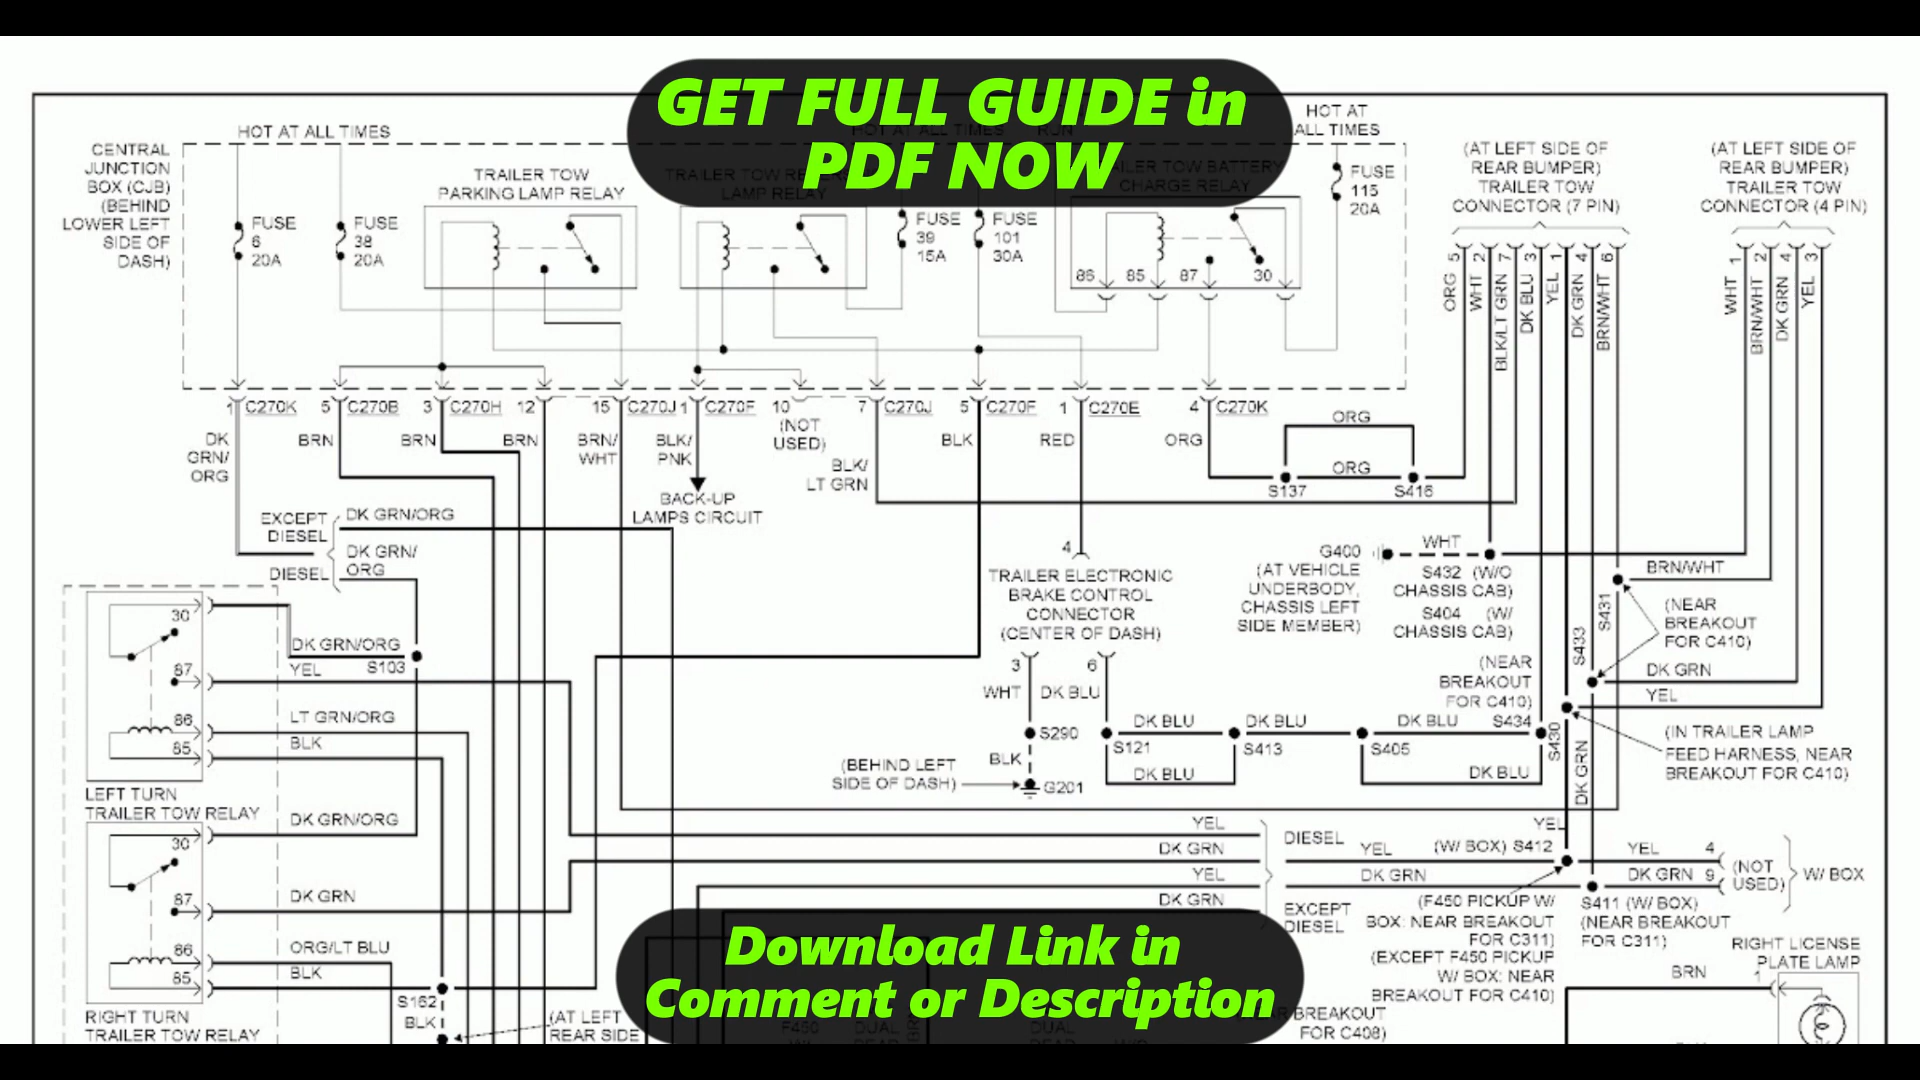 GET FULL GUIDE in
PDF NOW
HOT AT ALL TIMES
HOT AT ALL TIMES
RUN
HOT AT
ALL TIMES
CENTRAL
JUNCTION
BOX (CJB)
(BEHIND
LOWER LEFT
SIDE OF
DASH)
FUSE
6
20A
FUSE
38
20A
TRAILER TOW
PARKING LAMP RELAY
LAMP RELAY
FUSE
39
15A
FUSE
101
30A
TRAILER TOW BATTERY
CHARGE RELAY
86
85
87
30
FUSE
115
20A
(AT LEFT SIDE OF
REAR BUMPER)
TRAILER TOW
CONNECTOR (7 PIN)
(AT LEFT SIDE OF
REAR BUMPER)
TRAILER TOW
CONNECTOR (4 PIN)
5 2 7 3 1 4 6
ORG
WHT
BLK/LT GRN
DK BLU
YEL
DK GRN
BRN/WHT
1 2 4 3
WHT
BRN/WHT
DK GRN
YEL
1 C270K
5 C270B
3 C270H
12
15 C270J
1 C270F
10
(NOT
USED)
7 C270J
5 C270F
1 C270E
4 C270K
DK
GRN/
ORG
BRN
BRN
BRN
BRN/
WHT
BLK/
PNK
BLK/
LT GRN
BLK
RED
ORG
ORG
ORG
S137
S416
BACK-UP
LAMPS CIRCUIT
EXCEPT
DIESEL
DK GRN/ORG
DK GRN/
ORG
DIESEL
4
TRAILER ELECTRONIC
BRAKE CONTROL
CONNECTOR
(CENTER OF DASH)
3
6
WHT
DK BLU
G400
(AT VEHICLE
UNDERBODY,
CHASSIS LEFT
SIDE MEMBER)
WHT
S432 (W/O
CHASSIS CAB)
S404 (W/
CHASSIS CAB)
BRN/WHT
S431
S433
(NEAR
BREAKOUT
FOR C410)
DK GRN
YEL
(NEAR
BREAKOUT
FOR C410)
S434
S430
(IN TRAILER LAMP
FEED HARNESS, NEAR
BREAKOUT FOR C410)
DK GRN
30
DK GRN/ORG
S103
87
YEL
86
LT GRN/ORG
85
BLK
LEFT TURN
TRAILER TOW RELAY
S290
BLK
G201
(BEHIND LEFT
SIDE OF DASH)
DK BLU
DK BLU
DK BLU
S121
S413
S405
DK BLU
DK BLU
30
DK GRN/ORG
87
DK GRN
86
ORG/LT BLU
85
BLK
RIGHT TURN
TRAILER TOW RELAY
S162
BLK
(AT LEFT
REAR SIDE
YEL
DK GRN
YEL
DK GRN
DIESEL
EXCEPT
DIESEL
YEL
YEL
DK GRN
(W/ BOX) S412
YEL 4
DK GRN 9
(NOT
USED)
W/ BOX
(F450 PICKUP W/
BOX: NEAR BREAKOUT
FOR C311)
(EXCEPT F450 PICKUP
W/ BOX: NEAR
BREAKOUT FOR C410)
S411 (W/ BOX)
(NEAR BREAKOUT
FOR C311)
RIGHT LICENSE
PLATE LAMP
BRN 1
BREAKOUT
FOR C408)
Download Link in
Comment or Description
F450
DUAL
DUAL